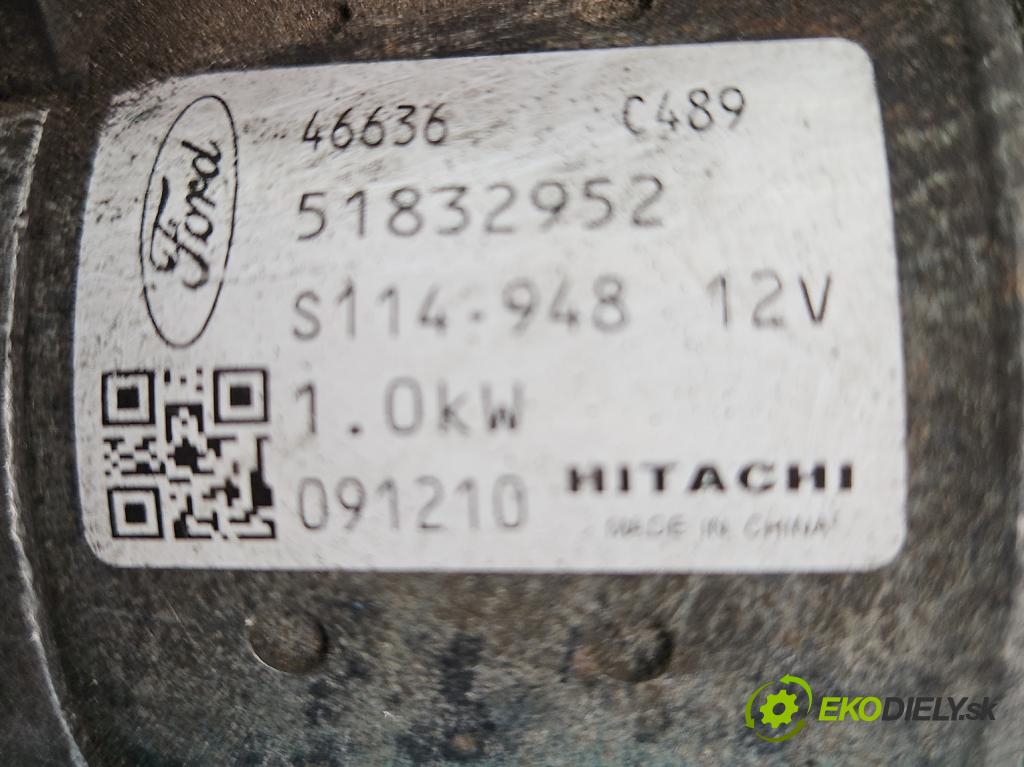 Ford
46636 C489
51832952
S114-948 12V
1.0kW
091210 HITACHI
MADE IN CHINA
EKODIELY.sk